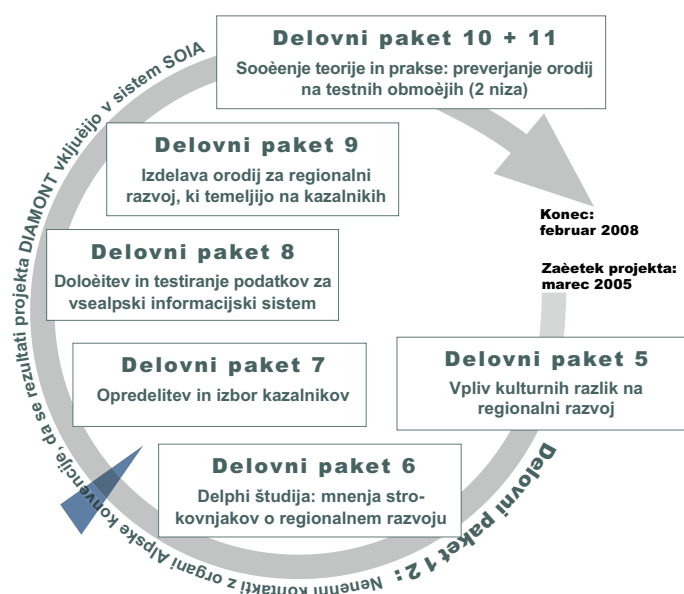 Delovni paket 10 + 11
Sooèenje teorije in prakse: preverjanje orodij
na testnih obmoèjih (2 niza)
Delovni paket 9
Izdelava orodij za regionalni
razvoj, ki temeljijo na kazalnikih
Konec:
februar 2008
Delovni paket 8
Doloèitev in testiranje podatkov za
vsealpski informacijski sistem
Zaèetek projekta:
marec 2005
Delovni paket 7
Opredelitev in izbor kazalnikov
Delovni paket 5
Vpliv kulturnih razlik na
regionalni razvoj
Delovni paket 6
Delphi študija: mnenja stro-
kovnjakov o regionalnem razvoju
Delovni paket 12: Nenehni kontakti z organi Alpske konvencije, da se rezultati projekta DIAMONT vkljuèijo v sistem SOIA